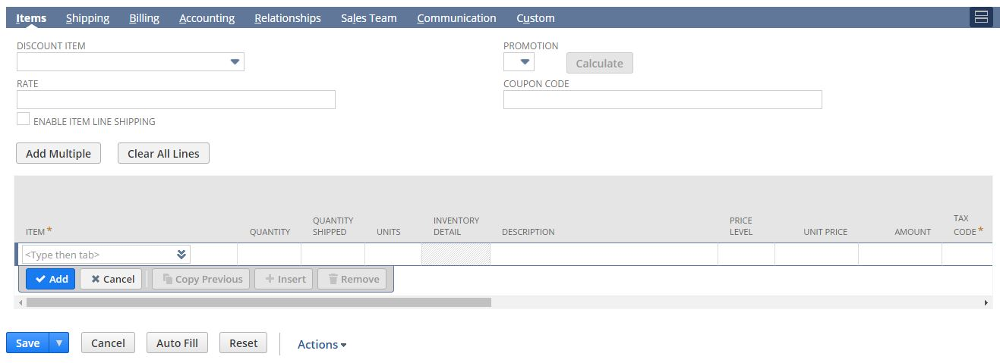 Items Shipping Billing Accounting Relationships Sales Team Communication Custom
DISCOUNT ITEM
PROMOTION
Calculate
RATE
COUPON CODE
ENABLE ITEM LINE SHIPPING
Add Multiple Clear All Lines
ITEM* QUANTITY QUANTITY SHIPPED UNITS INVENTORY DETAIL DESCRIPTION PRICE LEVEL UNIT PRICE AMOUNT TAX CODE*
<Type then tab>
Add Cancel Copy Previous Insert Remove
Save Cancel Auto Fill Reset Actions